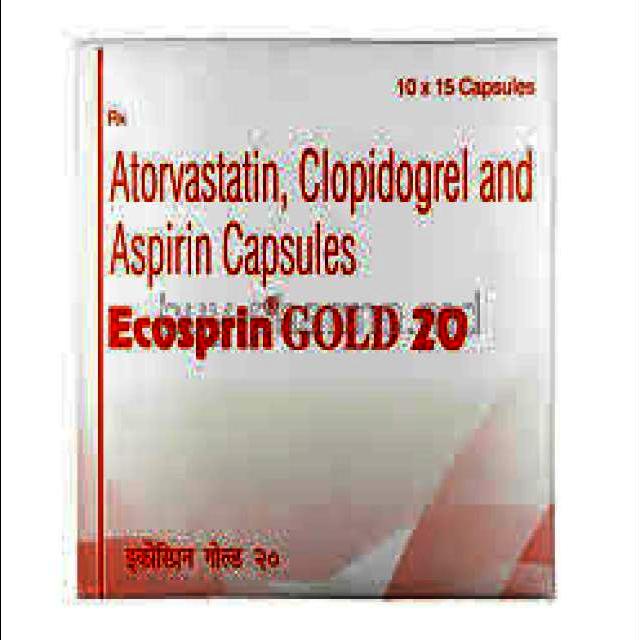 10 x 15 Capsules
Rx
Atorvastatin, Clopidogrel and
Aspirin Capsules
Ecosprin® GOLD 20
इकोस्प्रिन गोल्ड २०